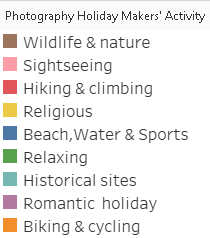 Photography Holiday Makers' Activity
Wildlife & nature
Sightseeing
Hiking & climbing
Religious
Beach,Water & Sports
Relaxing
Historical sites
Romantic holiday
Biking & cycling